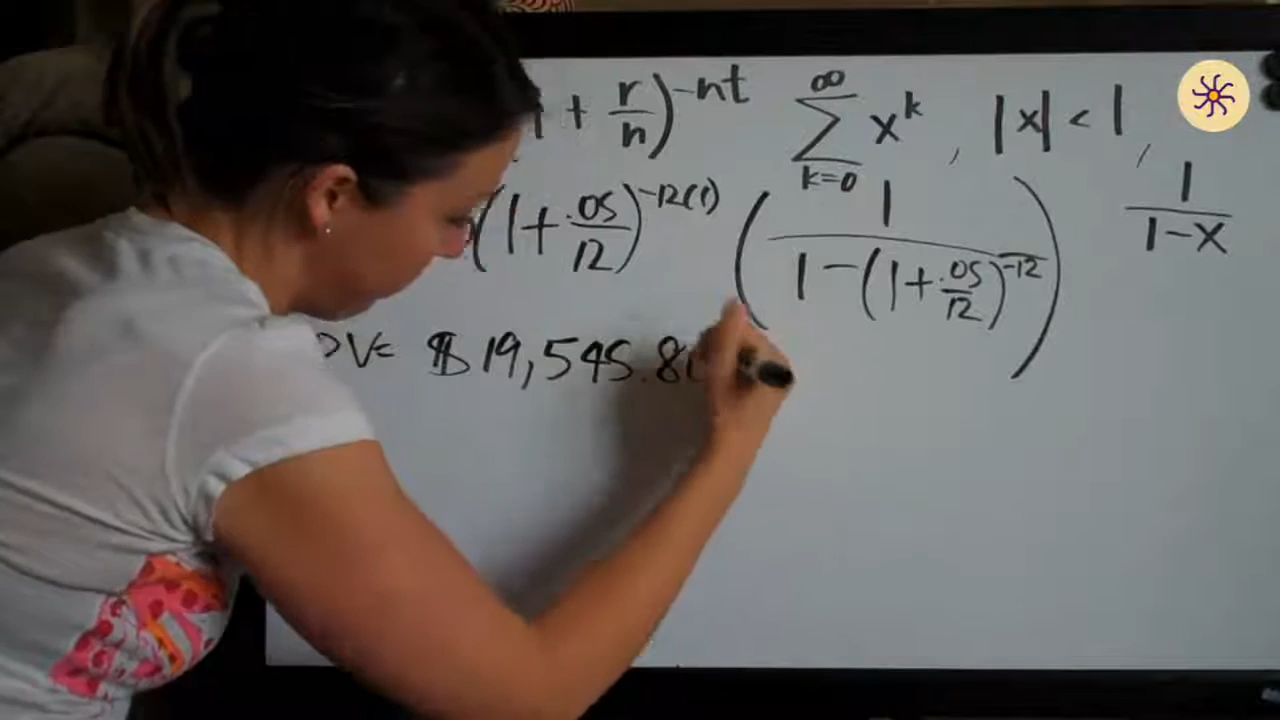 + r/n)^-nt ∑_{k=0}^{∞} x^k , |x| < 1, 1/(1-x)
(1+ .05/12)^-12(1) (1/(1-(1+ .05/12)^-12))
PV= $19,545.8